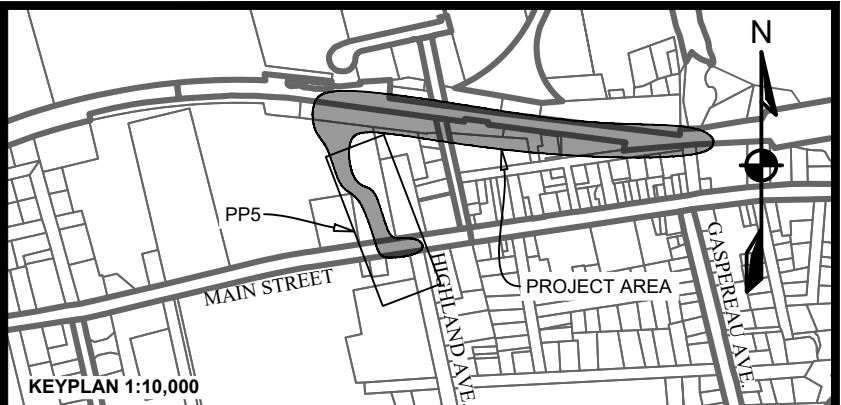 N
PP5
MAIN STREET
HIGHLAND AVE.
PROJECT AREA
GASPEREAU AVE.
KEYPLAN 1:10,000